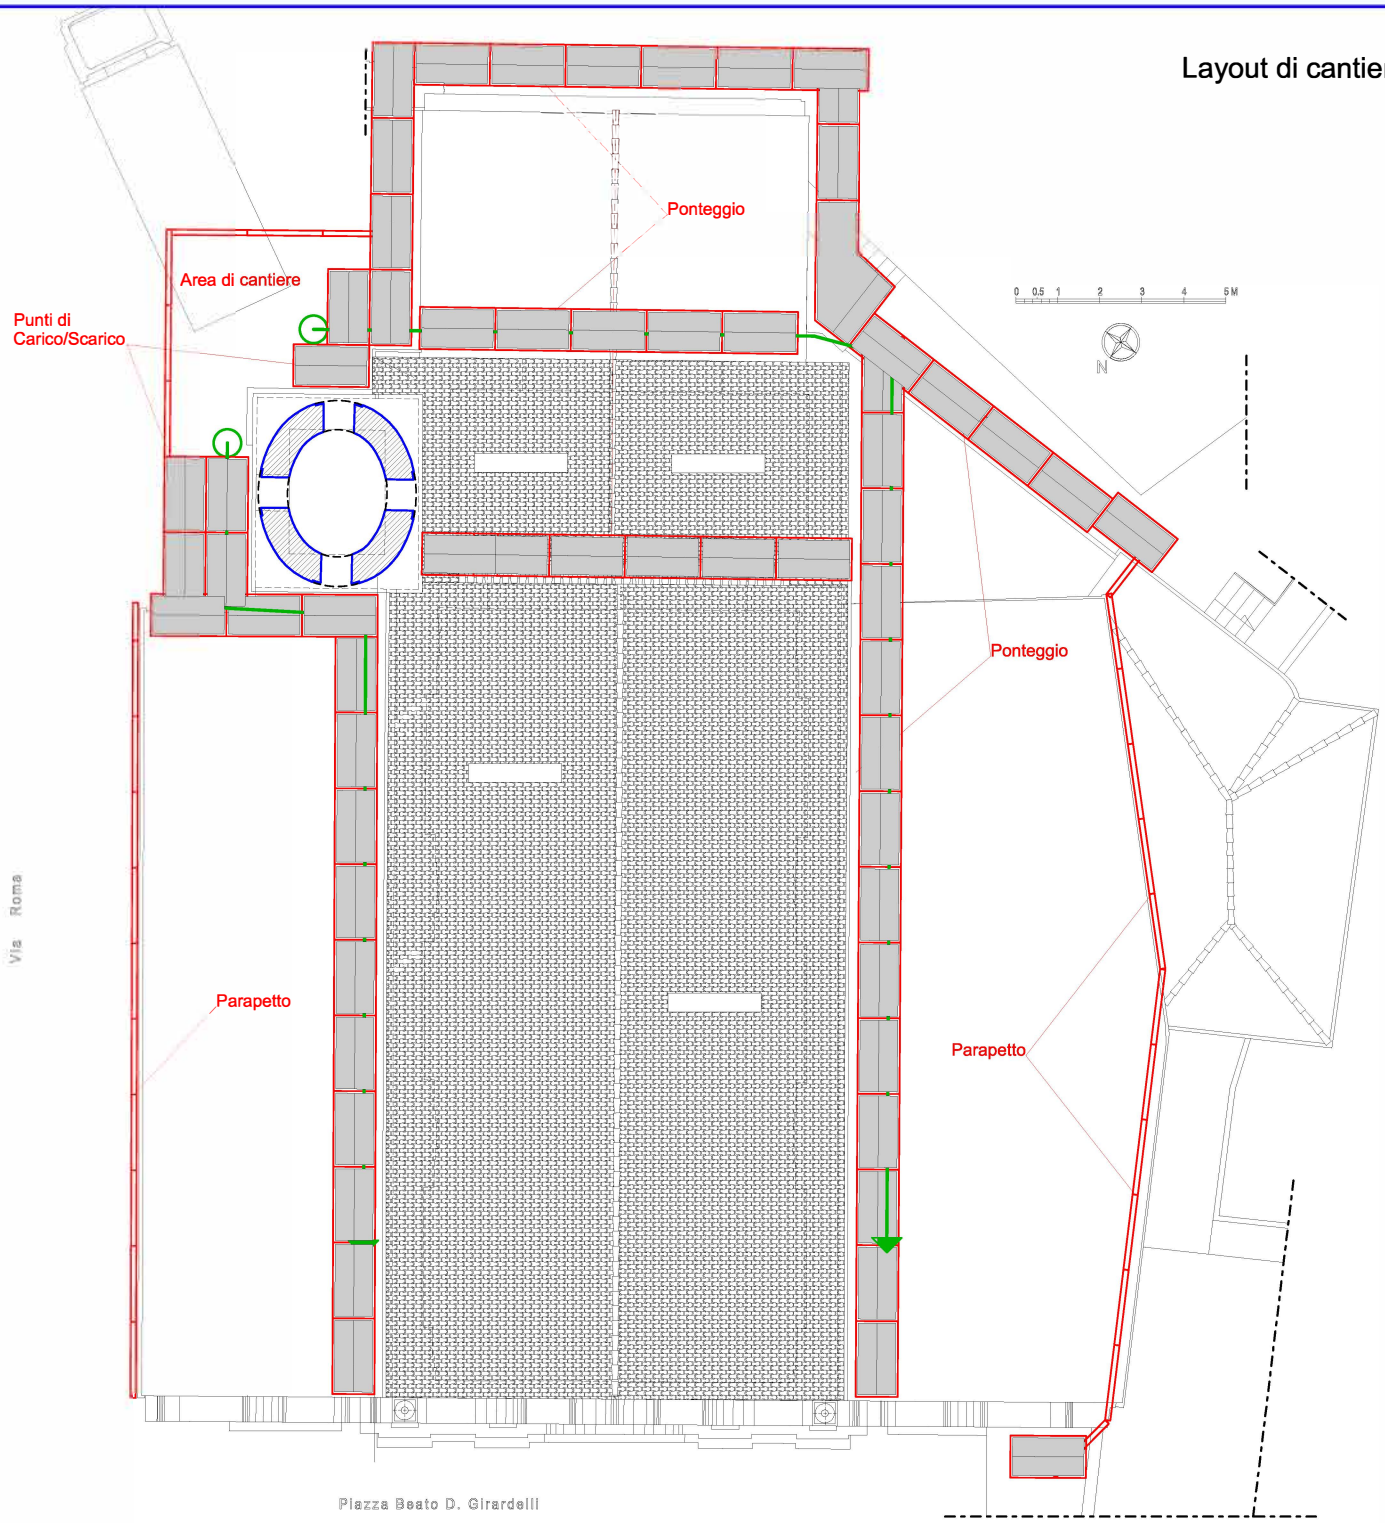 Layout di cantier
Ponteggio
Area di cantiere
Punti di
Carico/Scarico
0 0.5 1 2 3 4 5 M
N
Ponteggio
Via Roma
Parapetto
Parapetto
Piazza Beato D. Girardelli